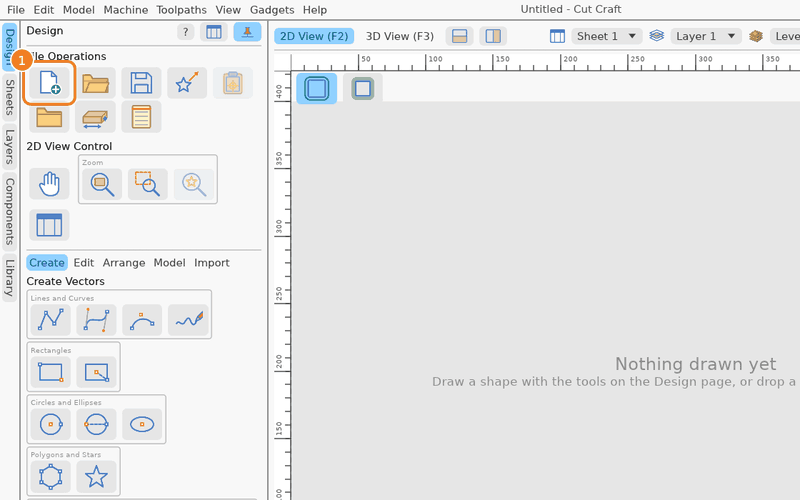 File Edit Model Machine Toolpaths View Gadgets Help
Untitled - Cut Craft
Design
?
2D View (F2)
3D View (F3)
Sheet 1
Layer 1
Leve
Design
Sheets
Layers
Components
Library
File Operations
1
2D View Control
Zoom
Create Edit Arrange Model Import
Create Vectors
Lines and Curves
Rectangles
Circles and Ellipses
Polygons and Stars
50 100 150 200 250 300 350
400
350
300
250
200
150
Nothing drawn yet
Draw a shape with the tools on the Design page, or drop a